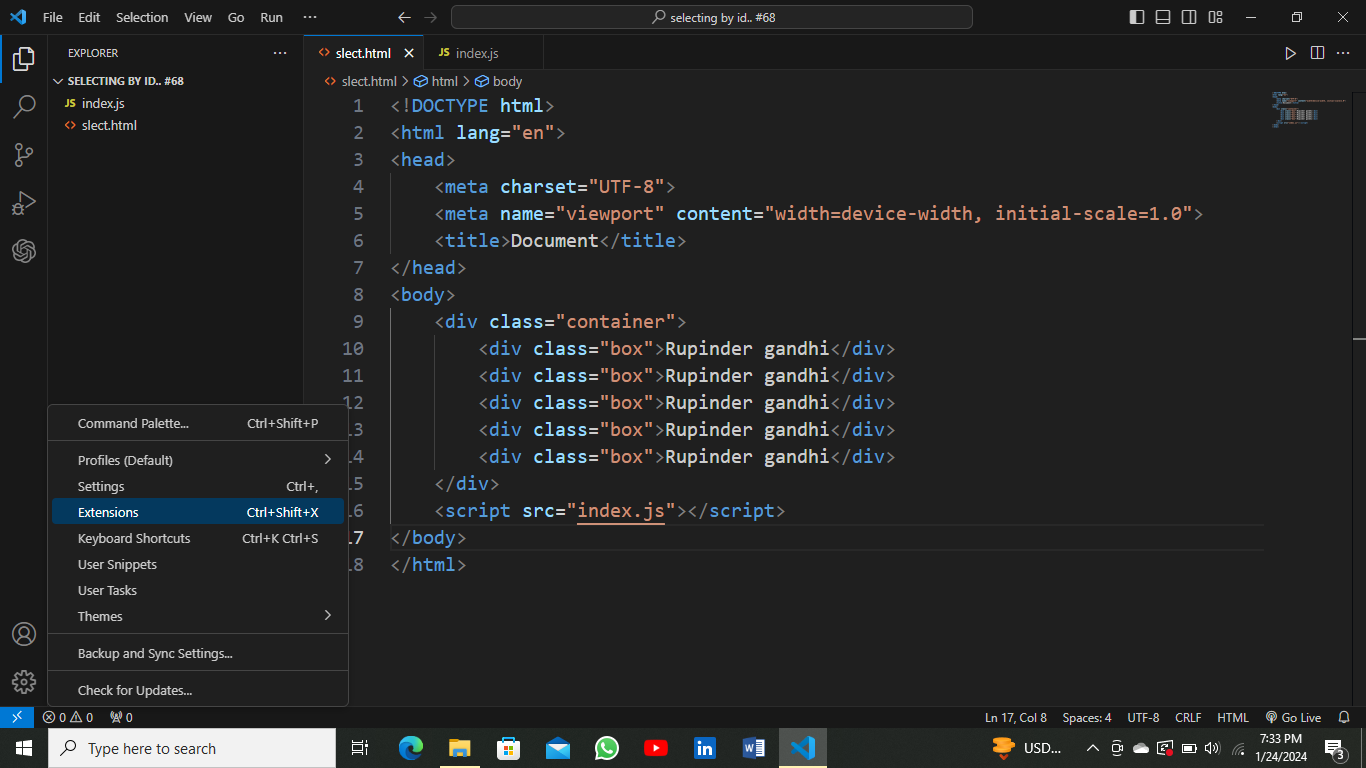 File Edit Selection View Go Run ···
selecting by id.. #68
EXPLORER ···
SELECTING BY ID.. #68
JS index.js
<> slect.html
<> slect.html
JS index.js
<> slect.html > html > body
1 <!DOCTYPE html>
2 <html lang="en">
3 <head>
4 <meta charset="UTF-8">
5 <meta name="viewport" content="width=device-width, initial-scale=1.0">
6 <title>Document</title>
7 </head>
8 <body>
9 <div class="container">
10 <div class="box">Rupinder gandhi</div>
11 <div class="box">Rupinder gandhi</div>
12 <div class="box">Rupinder gandhi</div>
13 <div class="box">Rupinder gandhi</div>
14 <div class="box">Rupinder gandhi</div>
15 </div>
16 <script src="index.js"></script>
17 </body>
18 </html>
Command Palette... Ctrl+Shift+P
Profiles (Default)
Settings Ctrl+,
Extensions Ctrl+Shift+X
Keyboard Shortcuts Ctrl+K Ctrl+S
User Snippets
User Tasks
Themes
Backup and Sync Settings...
Check for Updates...
0 0 0
Ln 17, Col 8 Spaces: 4 UTF-8 CRLF HTML Go Live
Type here to search
USD...
7:33 PM
1/24/2024
3